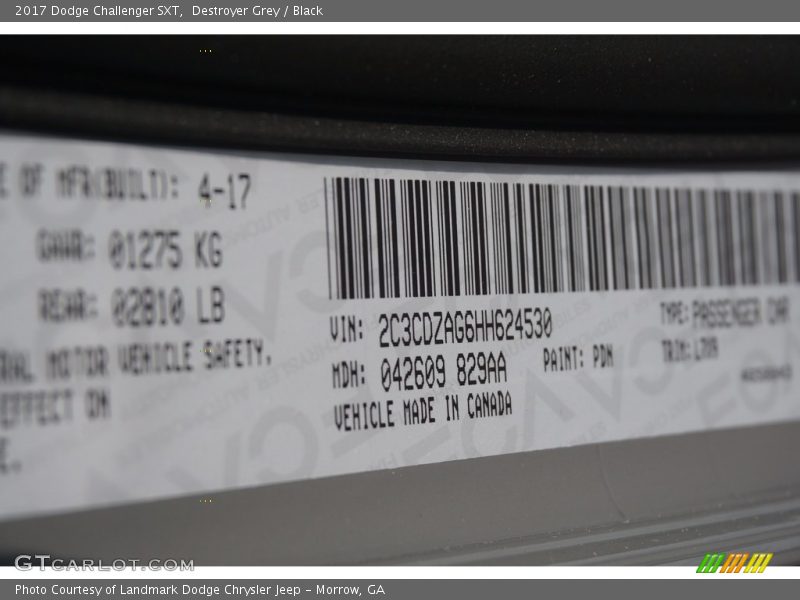 2017 Dodge Challenger SXT, Destroyer Grey / Black
E OF MFR(BUILT): 4-17
GAWR: 01275 KG
REAR: 02810 LB
RAL MOTOR VEHICLE SAFETY,
EFFECT ON
E.
VIN: 2C3CDZAG6HH624530
TYPE: PASSENGER CAR
MDH: 042609 829AA
PAINT: PDN
TRIM:
VEHICLE MADE IN CANADA
GTCARLOT.COM
Photo Courtesy of Landmark Dodge Chrysler Jeep - Morrow, GA